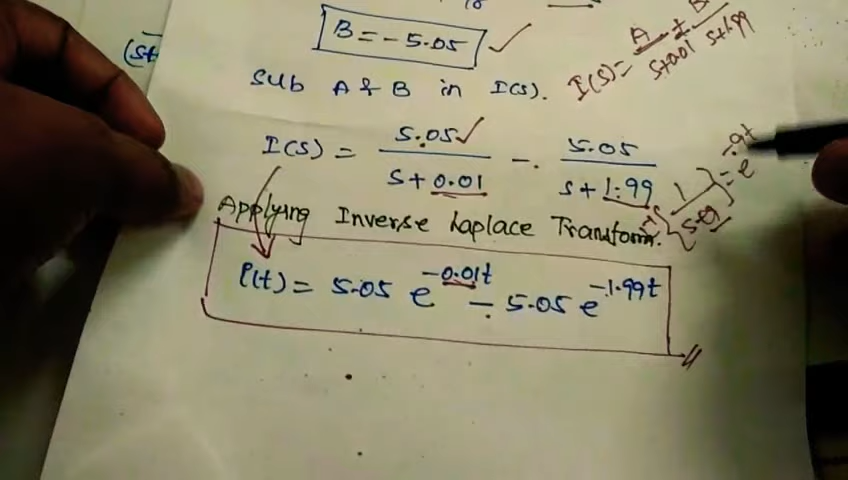 B = -5.05 ✓
I(S) = A/S+0.01 + B/S+1.99
Sub A & B in I(S).
I(S) = 5.05/S+0.01 - 5.05/S+1.99
Applying Inverse Laplace Transform.
i(t) = 5.05 e^-0.01t - 5.05 e^-1.99t